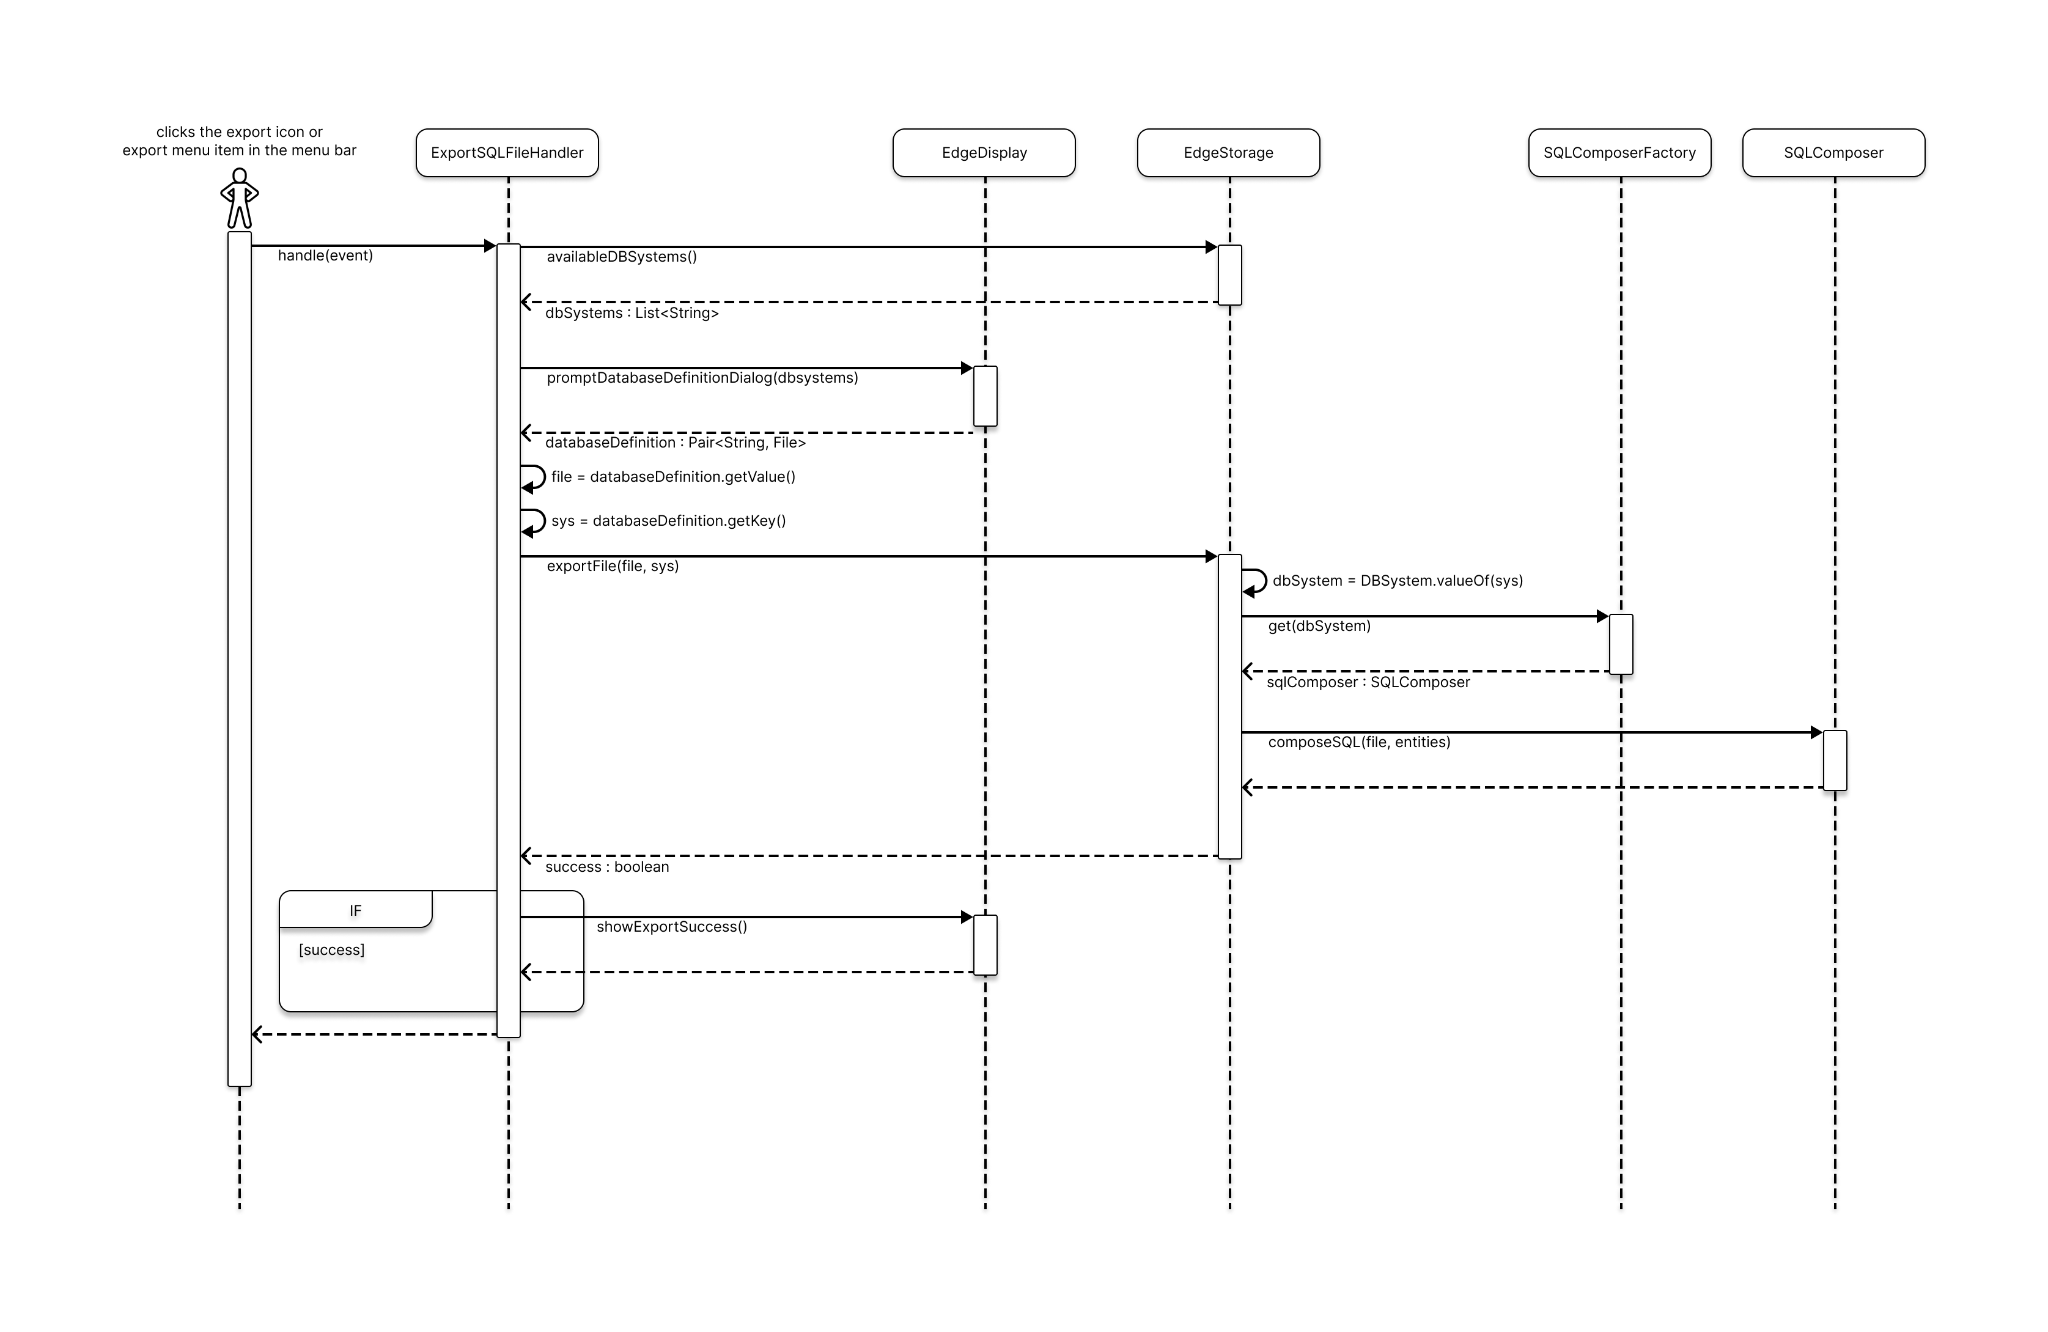 clicks the export icon or
export menu item in the menu bar
ExportSQLFileHandler
EdgeDisplay
EdgeStorage
SQLComposerFactory
SQLComposer
handle(event)
availableDBSystems()
dbSystems : List<String>
promptDatabaseDefinitionDialog(dbsystems)
databaseDefinition : Pair<String, File>
file = databaseDefinition.getValue()
sys = databaseDefinition.getKey()
exportFile(file, sys)
dbSystem = DBSystem.valueOf(sys)
get(dbSystem)
sqlComposer : SQLComposer
composeSQL(file, entities)
success : boolean
IF
showExportSuccess()
[success]